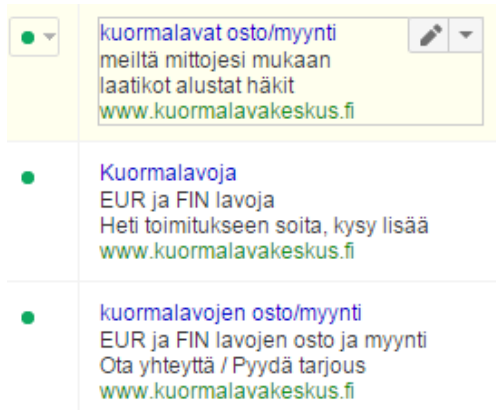 kuormalavat osto/myynti
meiltä mittojesi mukaan
laatikot alustat häkit
www.kuormalavakeskus.fi
Kuormalavoja
EUR ja FIN lavoja
Heti toimitukseen soita, kysy lisää
www.kuormalavakeskus.fi
kuormalavojen osto/myynti
EUR ja FIN lavojen osto ja myynti
Ota yhteyttä / Pyydä tarjous
www.kuormalavakeskus.fi